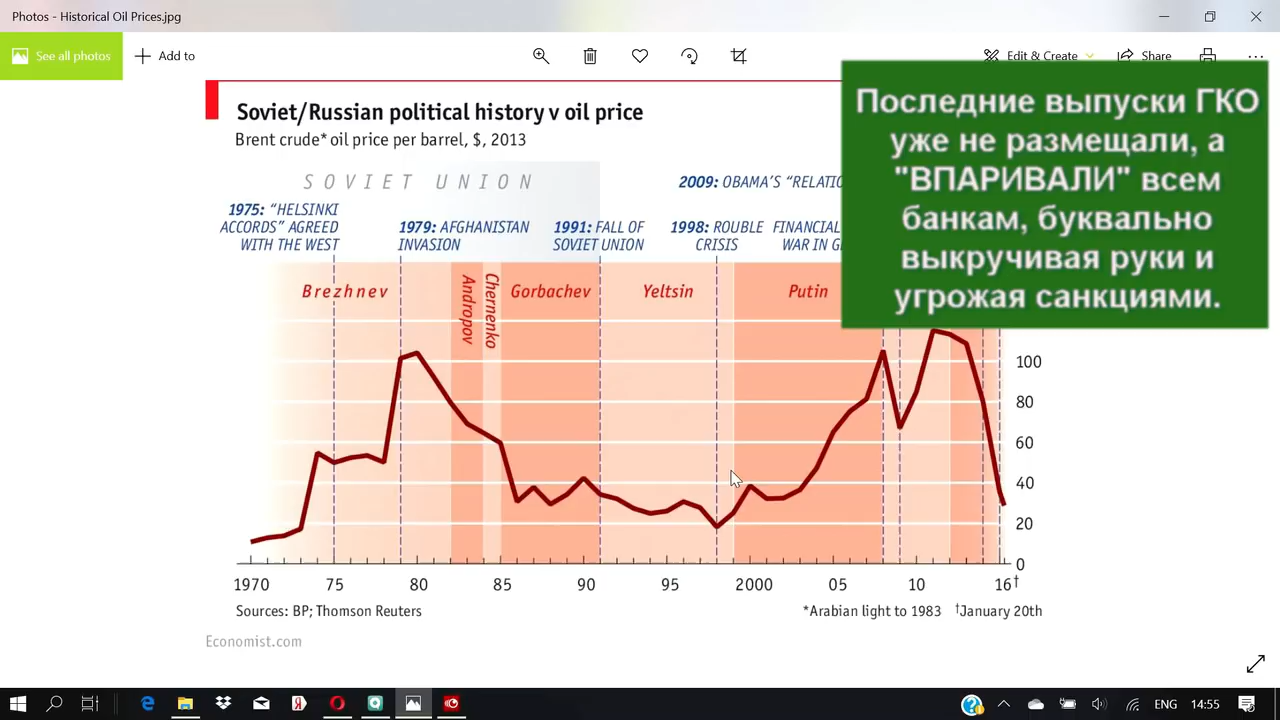 Photos - Historical Oil Prices.jpg
See all photos
Add to
Edit & Create
Share
Soviet/Russian political history v oil price
Brent crude* oil price per barrel, $, 2013
SOVIET UNION
1975: “HELSINKI
ACCORDS” AGREED
WITH THE WEST
1979: AFGHANISTAN
INVASION
1991: FALL OF
SOVIET UNION
1998: ROUBLE
CRISIS
2009: OBAMA’S
FINANCIAL
WAR IN
Последние выпуски ГКО
уже не размещали, а
"ВПАРИВАЛИ" всем
банкам, буквально
выкручивая руки и
угрожая санкциями.
Brezhnev
Andropov
Chernenko
Gorbachev
Yeltsin
Putin
100
80
60
40
20
0
1970 75 80 85 90 95 2000 05 10 16†
Sources: BP; Thomson Reuters
*Arabian light to 1983 †January 20th
Economist.com
ENG 14:55